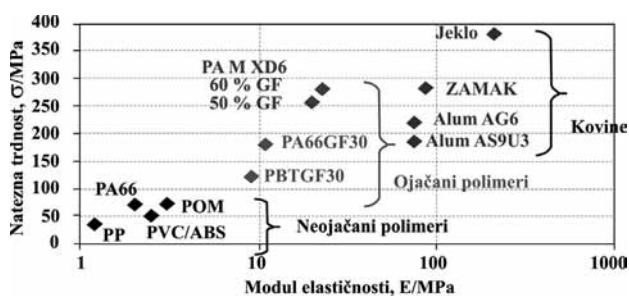 Natezna trdnost, σ/MPa
400
350
300
250
200
150
100
50
0
Jeklo
PA M XD6
60 % GF
50 % GF
ZAMAK
Alum AG6
Kovine
PA66GF30
Alum AS9U3
PBTGF30
Ojačani polimeri
PA66
POM
PP
PVC/ABS
Neojačani polimeri
1
10
100
1000
Modul elastičnosti, E/MPa